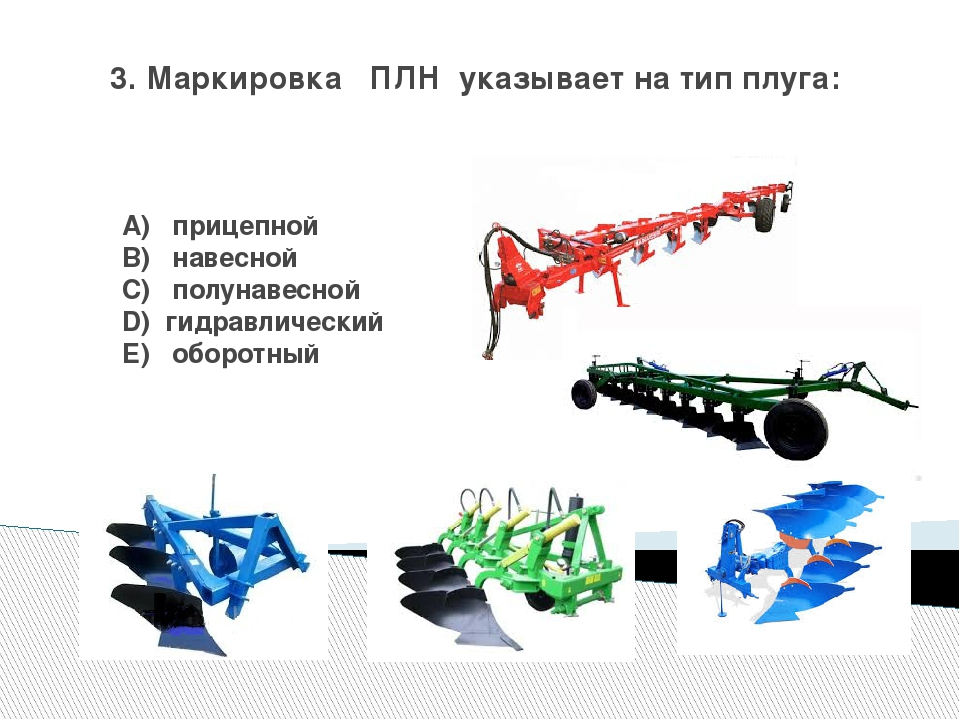 3. Маркировка ПЛН указывает на тип плуга:
A) прицепной
B) навесной
C) полунавесной
D) гидравлический
E) оборотный